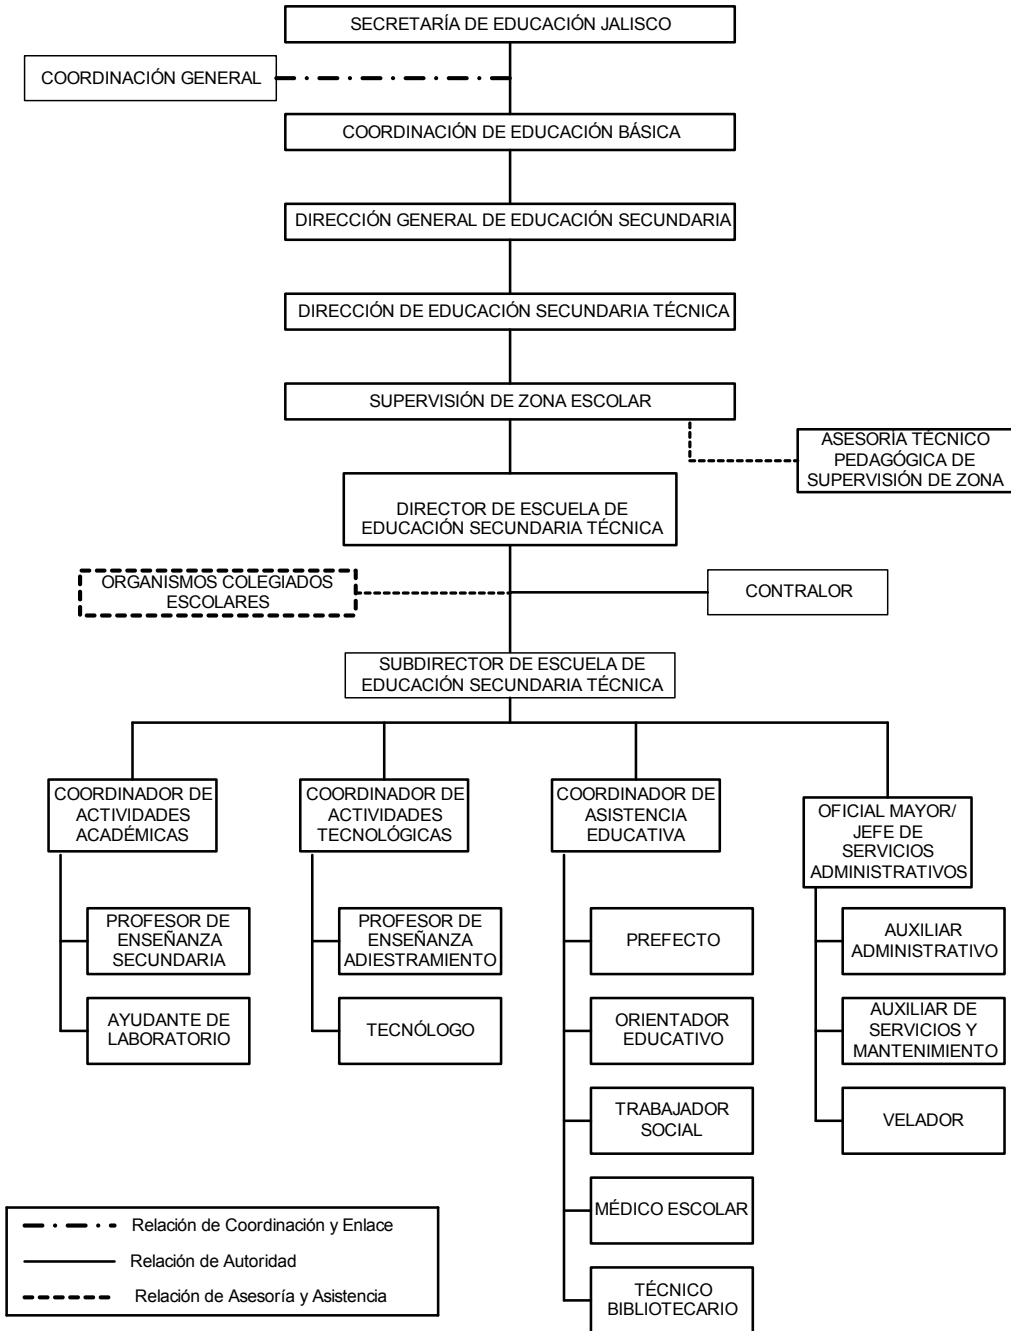 SECRETARÍA DE EDUCACIÓN JALISCO
COORDINACIÓN GENERAL
COORDINACIÓN DE EDUCACIÓN BÁSICA
DIRECCIÓN GENERAL DE EDUCACIÓN SECUNDARIA
DIRECCIÓN DE EDUCACIÓN SECUNDARIA TÉCNICA
SUPERVISIÓN DE ZONA ESCOLAR
ASESORÍA TÉCNICO
PEDAGÓGICA DE
SUPERVISIÓN DE ZONA
DIRECTOR DE ESCUELA DE
EDUCACIÓN SECUNDARIA TÉCNICA
ORGANISMOS COLEGIADOS
ESCOLARES
CONTRALOR
SUBDIRECTOR DE ESCUELA DE
EDUCACIÓN SECUNDARIA TÉCNICA
COORDINADOR DE
ACTIVIDADES
ACADÉMICAS
COORDINADOR DE
ACTIVIDADES
TECNOLÓGICAS
COORDINADOR DE
ASISTENCIA
EDUCATIVA
OFICIAL MAYOR/
JEFE DE
SERVICIOS
ADMINISTRATIVOS
PROFESOR DE
ENSEÑANZA
SECUNDARIA
PROFESOR DE
ENSEÑANZA
ADIESTRAMIENTO
PREFECTO
AUXILIAR
ADMINISTRATIVO
AYUDANTE DE
LABORATORIO
TECNÓLOGO
ORIENTADOR
EDUCATIVO
AUXILIAR DE
SERVICIOS Y
MANTENIMIENTO
TRABAJADOR
SOCIAL
VELADOR
MÉDICO ESCOLAR
TÉCNICO
BIBLIOTECARIO
Relación de Coordinación y Enlace
Relación de Autoridad
Relación de Asesoría y Asistencia